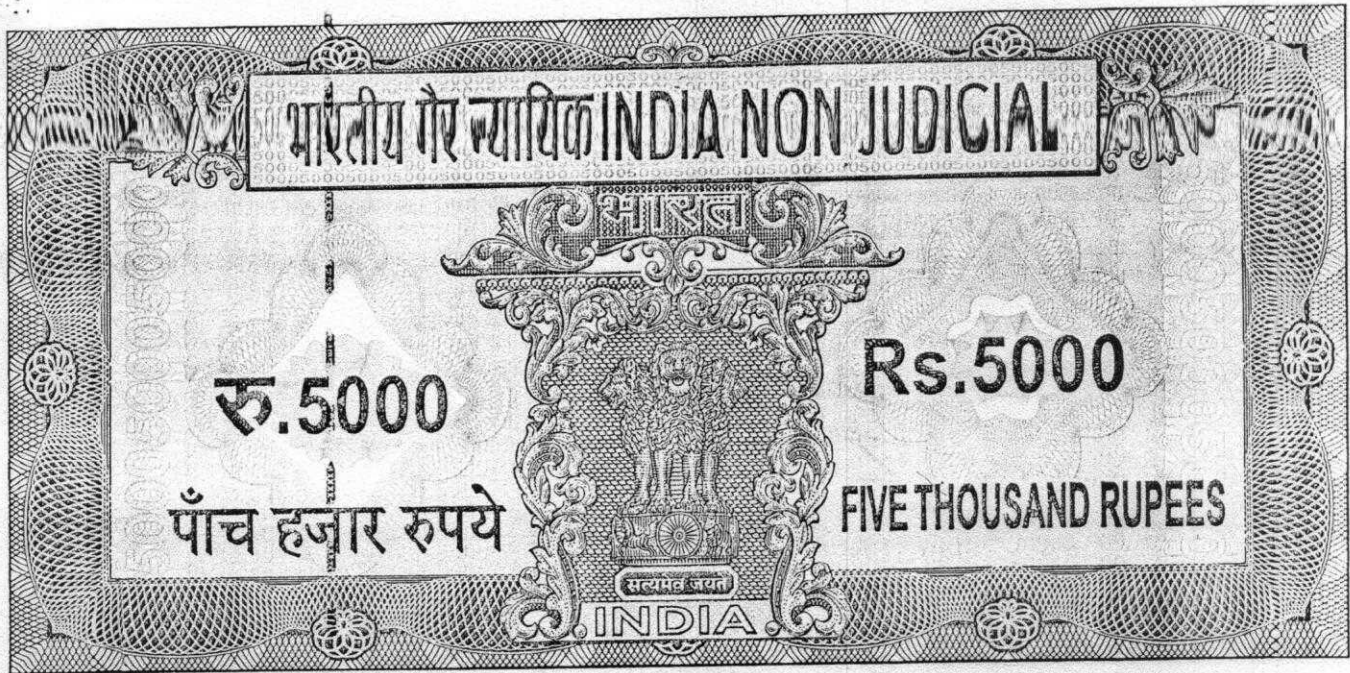 भारतीय गैर न्यायिक INDIA NON JUDICIAL
भारत
रु.5000
Rs.5000
पाँच हजार रुपये
FIVE THOUSAND RUPEES
सत्यमेव जयते
INDIA